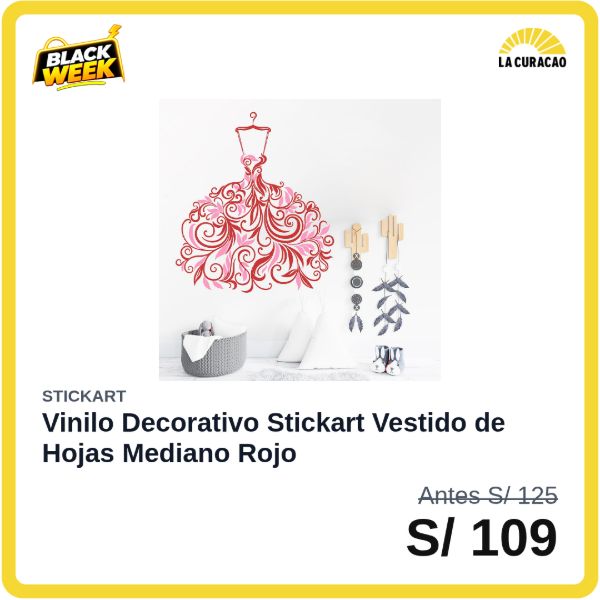 BLACK
WEEK
LA CURACAO
STICKART
Vinilo Decorativo Stickart Vestido de
Hojas Mediano Rojo
Antes S/ 125
S/ 109